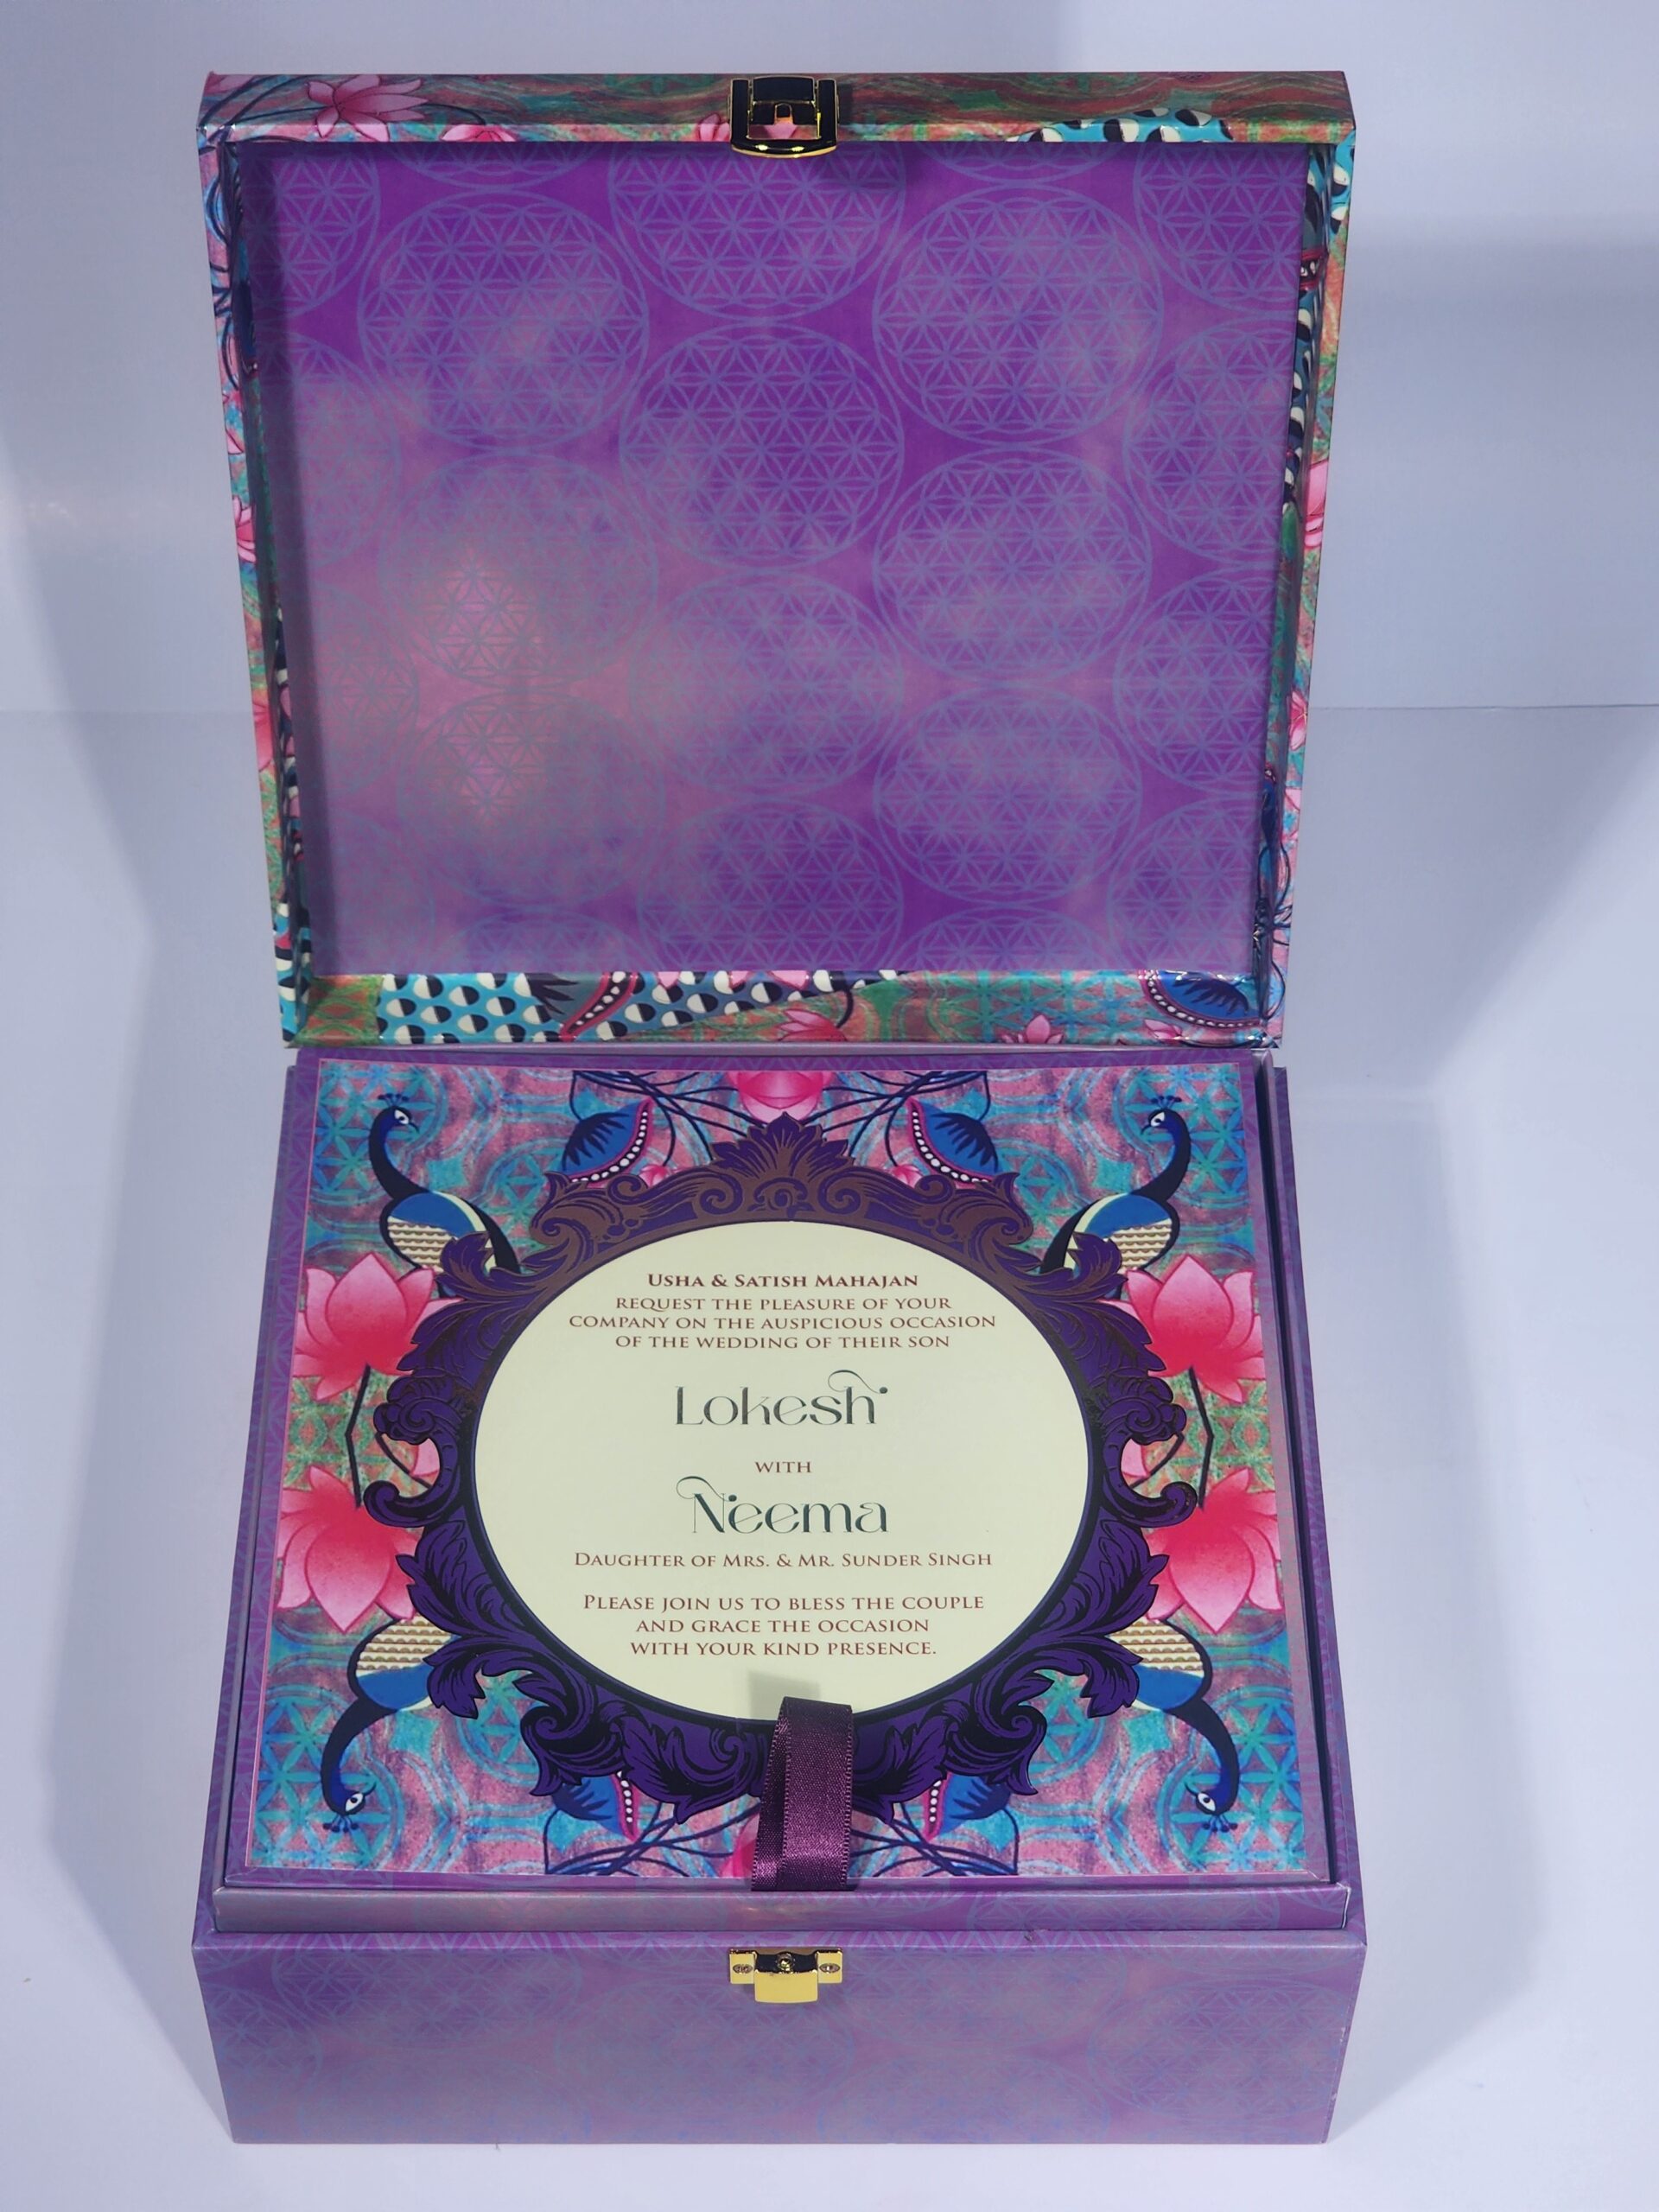 Usha & Satish Mahajan
request the pleasure of your
company on the auspicious occasion
of the wedding of their son
Lokesh
with
Neema
Daughter of Mrs. & Mr. Sunder Singh
Please join us to bless the couple
and grace the occasion
with your kind presence.